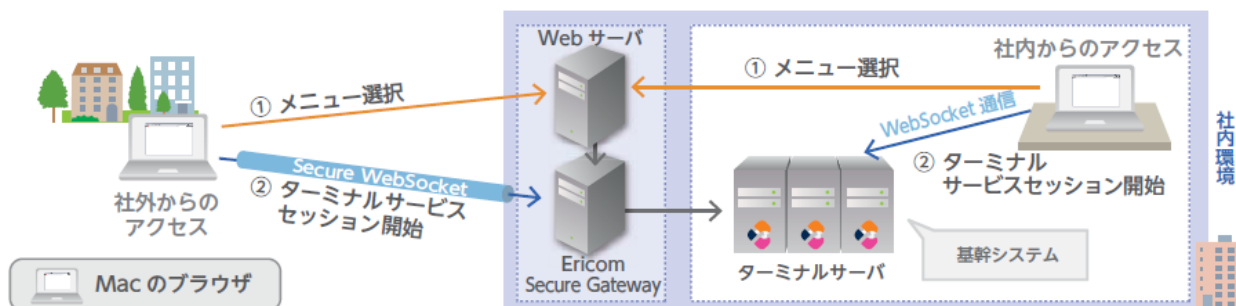 Web サーバ
社内からのアクセス
① メニュー選択
① メニュー選択
WebSocket 通信
Secure WebSocket
② ターミナルサービス
セッション開始
② ターミナル
サービスセッション開始
社外からの
アクセス
社内環境
Ericom
Secure Gateway
ターミナルサーバ
基幹システム
Mac のブラウザ